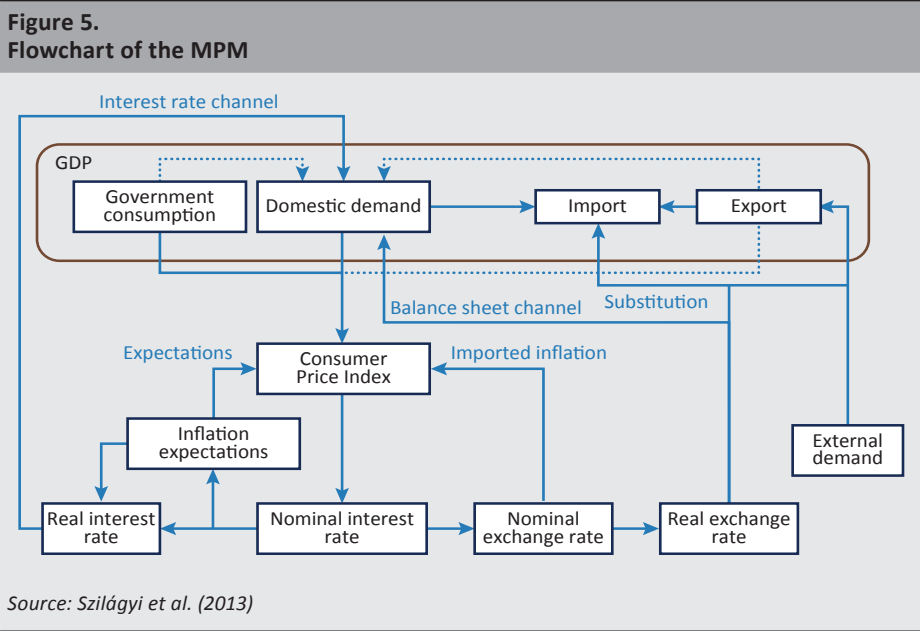 Figure 5.
Flowchart of the MPM
Interest rate channel
GDP
Government
consumption
Domestic demand
Import
Export
Balance sheet channel
Substitution
Expectations
Consumer
Price Index
Imported inflation
Inflation
expectations
External
demand
Real interest
rate
Nominal interest
rate
Nominal
exchange rate
Real exchange
rate
Source: Szilágyi et al. (2013)